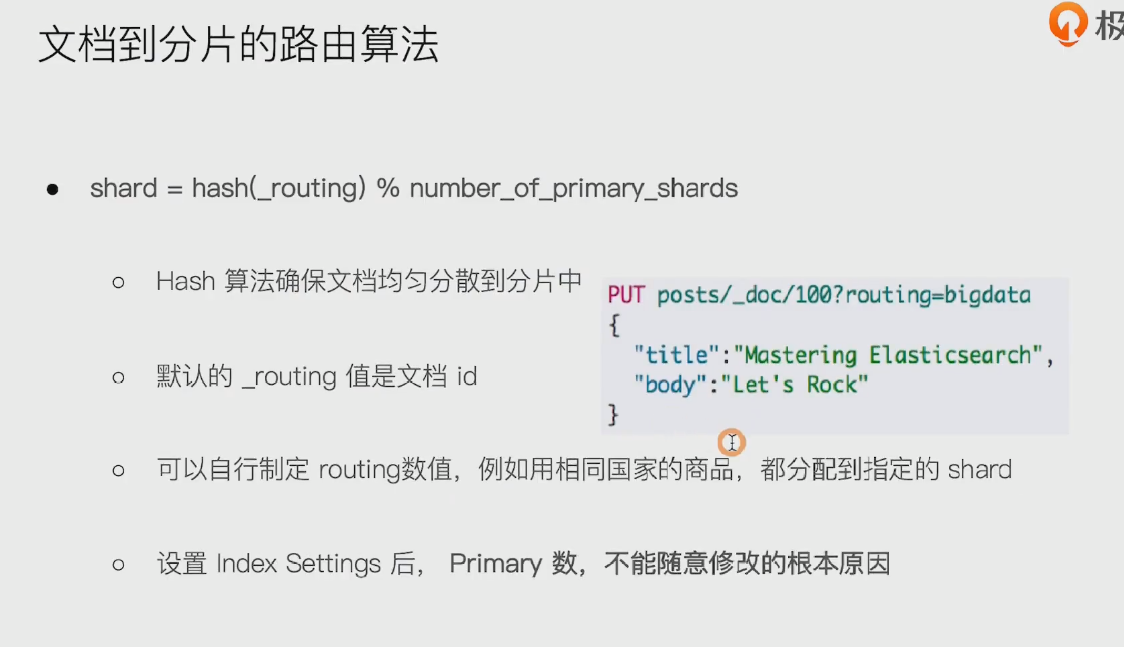 文档到分片的路由算法
极
shard = hash(_routing) % number_of_primary_shards
Hash 算法确保文档均匀分散到分片中
PUT posts/_doc/100?routing=bigdata
{
"title":"Mastering Elasticsearch",
"body":"Let's Rock"
}
默认的 _routing 值是文档 id
可以自行制定 routing数值，例如用相同国家的商品，都分配到指定的 shard
设置 Index Settings 后， Primary 数，不能随意修改的根本原因